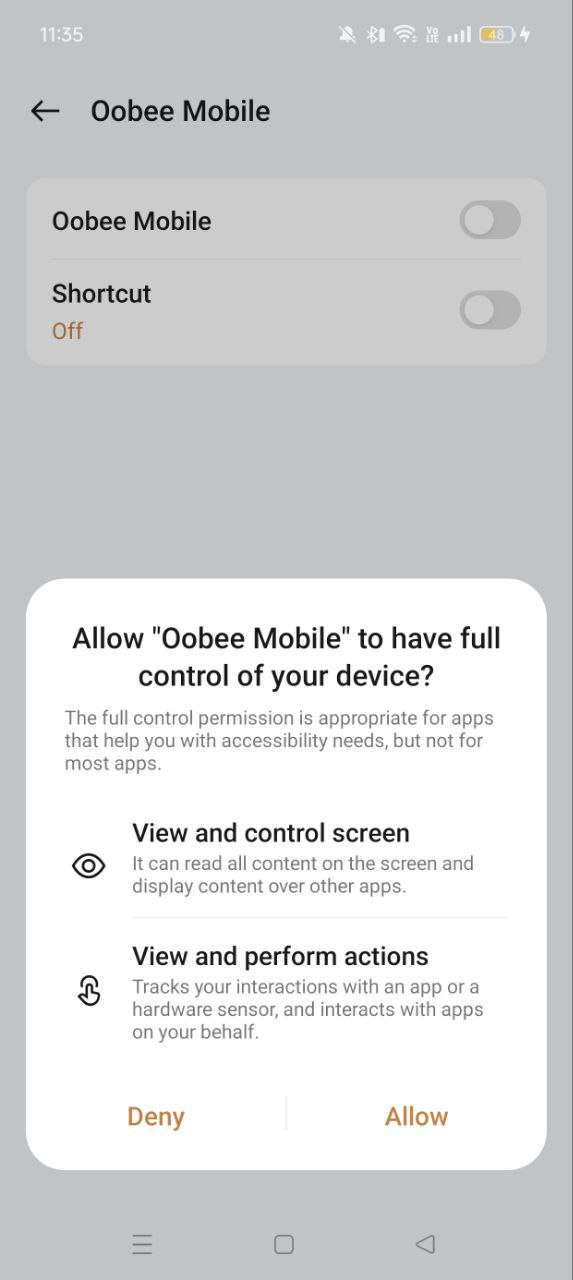 11:35
Vo
LTE
48
Oobee Mobile
Oobee Mobile
Shortcut
Off
Allow "Oobee Mobile" to have full
control of your device?
The full control permission is appropriate for apps
that help you with accessibility needs, but not for
most apps.
View and control screen
It can read all content on the screen and
display content over other apps.
View and perform actions
Tracks your interactions with an app or a
hardware sensor, and interacts with apps
on your behalf.
Deny
Allow